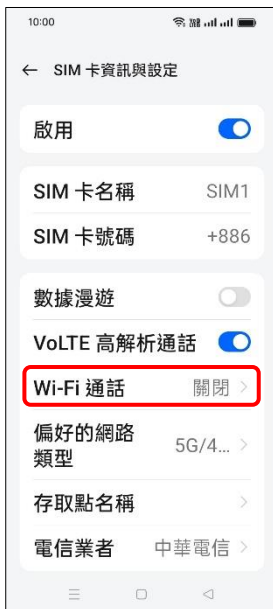 10:00
← SIM 卡資訊與設定
啟用
SIM 卡名稱 SIM1
SIM 卡號碼 +886
數據漫遊
VoLTE 高解析通話
Wi-Fi 通話 關閉 >
偏好的網路
類型 5G/4... >
存取點名稱 >
電信業者 中華電信 >